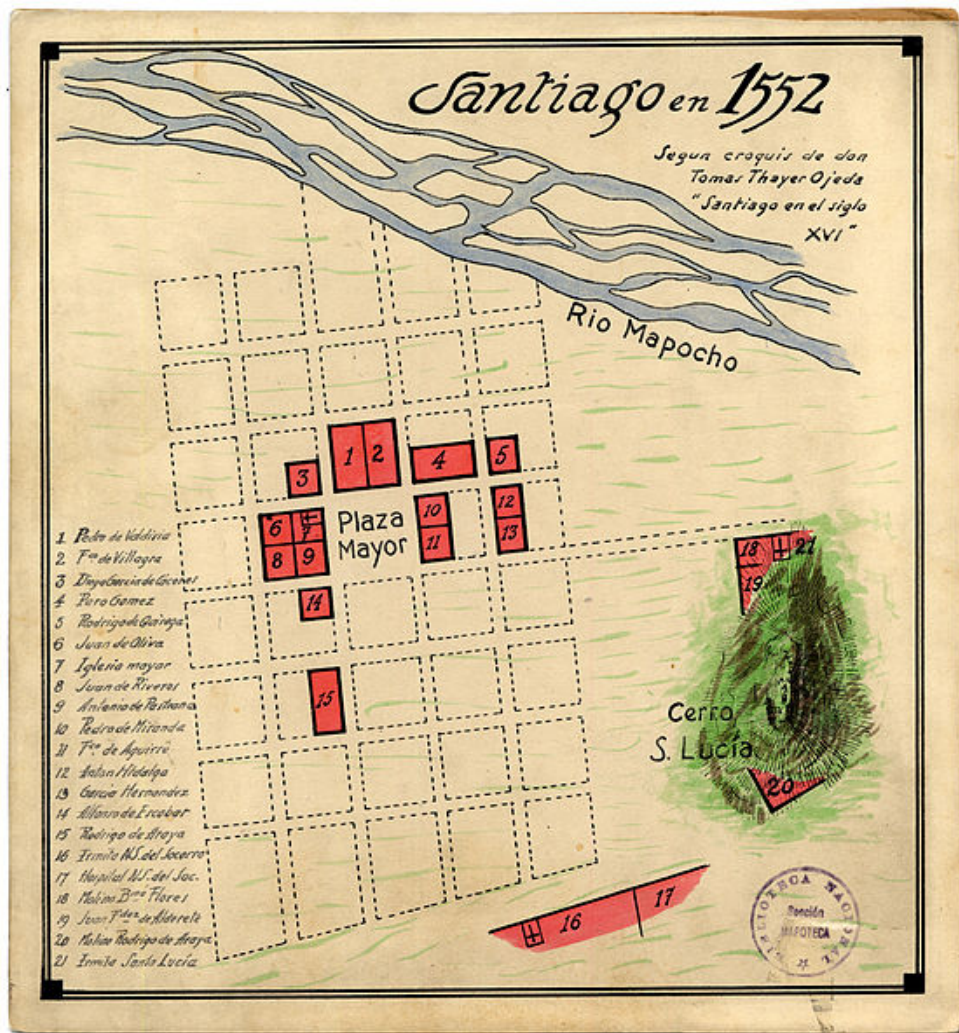 Santiago en 1552
Segun croquis de don
Tomas Thayer Ojeda
"Santiago en el siglo
XVI"
Rio Mapocho
1 2
3 4 5
6 7 Plaza 10 12
8 9 Mayor 11 13
14
15
18 21
19
Cerro
S. Lucía
20
16 17
1 Pedro de Valdivia
2 Fco de Villagra
3 Diego García de Cáceres
4 Pero Gomez
5 Rodrigo de Quiroga
6 Juan de Oliva
7 Iglesia mayor
8 Juan de Riveros
9 Antonio de Pastrana
10 Pedro de Miranda
11 Fco de Aguirre
12 Anton Hidalgo
13 García Hernandez
14 Alfonso de Escobar
15 Rodrigo de Araya
16 Ermita N.S. del Socorro
17 Hospital N.S. del Soc.
18 Molino Bmé Flores
19 Juan Fdez de Alderete
20 Molino Rodrigo de Araya
21 Ermita Santa Lucía
BIBLIOTECA NACIONAL
Sección
MAPOTECA